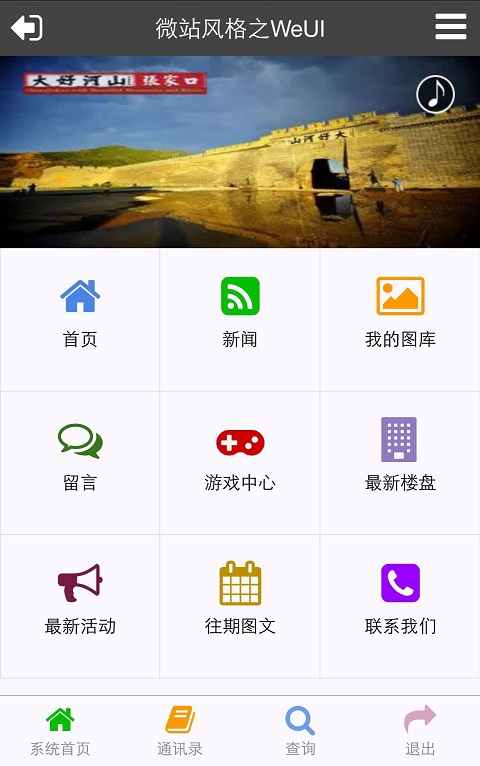 微站风格之WeUI
大好河山 張家口
大好河山
首页
新闻
我的图库
留言
游戏中心
最新楼盘
最新活动
往期图文
联系我们
系统首页
通讯录
查询
退出